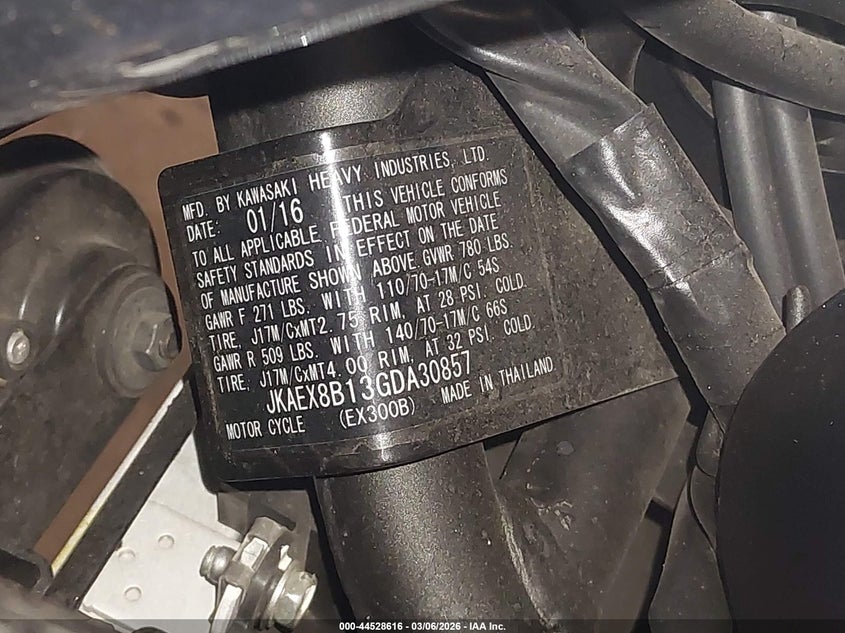 MFD. BY KAWASAKI HEAVY INDUSTRIES, LTD.
DATE: 01/16 THIS VEHICLE CONFORMS
TO ALL APPLICABLE FEDERAL MOTOR VEHICLE
SAFETY STANDARDS IN EFFECT ON THE DATE
OF MANUFACTURE SHOWN ABOVE. GVWR 780 LBS.
GAWR F 271 LBS. WITH 110/70-17M/C 54S
TIRE, J17M/CxMT2.75 RIM, AT 28 PSI. COLD.
GAWR R 509 LBS. WITH 140/70-17M/C 66S
TIRE, J17M/CxMT4.00 RIM, AT 32 PSI. COLD.
JKAEX8B13GDA30857
MOTOR CYCLE (EX300B) MADE IN THAILAND
000-44528616 - 03/06/2026 - IAA Inc.